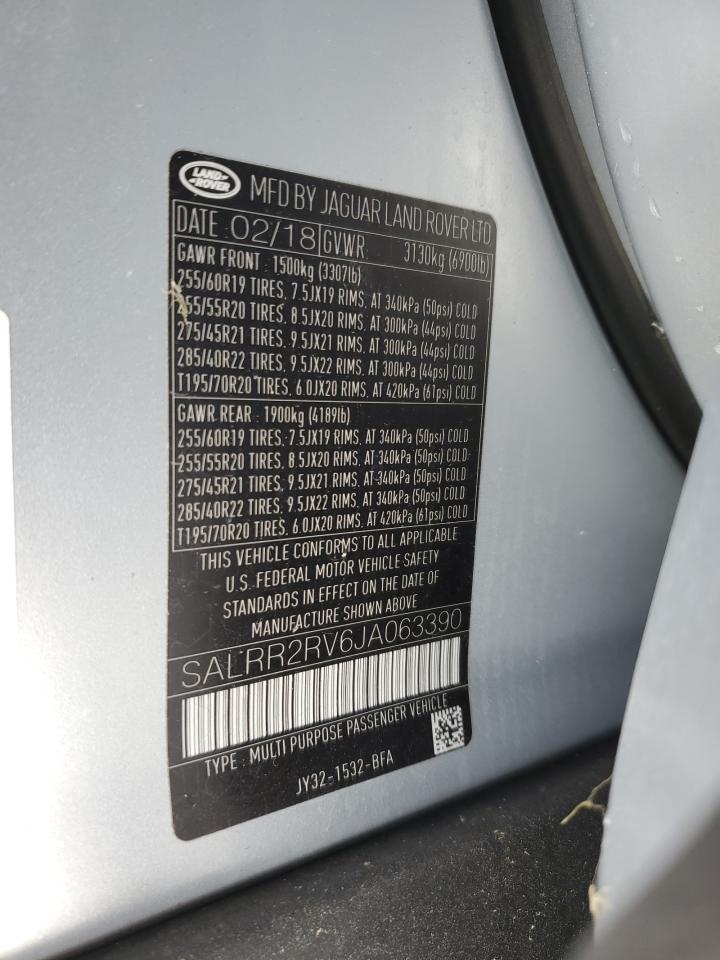 LAND ROVER
MFD BY JAGUAR LAND ROVER LTD
DATE 02/18 GVWR 3130kg (6900lb)
GAWR FRONT : 1500kg (3307lb)
255/60R19 TIRES, 7.5JX19 RIMS, AT 340kPa (50psi) COLD
255/55R20 TIRES, 8.5JX20 RIMS, AT 300kPa (44psi) COLD
275/45R21 TIRES, 9.5JX21 RIMS, AT 300kPa (44psi) COLD
285/40R22 TIRES, 9.5JX22 RIMS, AT 300kPa (44psi) COLD
T195/70R20 TIRES, 6.0JX20 RIMS, AT 420kPa (61psi) COLD
GAWR REAR : 1900kg (4189lb)
255/60R19 TIRES, 7.5JX19 RIMS, AT 340kPa (50psi) COLD
255/55R20 TIRES, 8.5JX20 RIMS, AT 340kPa (50psi) COLD
275/45R21 TIRES, 9.5JX21 RIMS, AT 340kPa (50psi) COLD
285/40R22 TIRES, 9.5JX22 RIMS, AT 340kPa (50psi) COLD
T195/70R20 TIRES, 6.0JX20 RIMS, AT 420kPa (61psi) COLD
THIS VEHICLE CONFORMS TO ALL APPLICABLE
U.S. FEDERAL MOTOR VEHICLE SAFETY
STANDARDS IN EFFECT ON THE DATE OF
MANUFACTURE SHOWN ABOVE
SALRR2RV6JA063390
TYPE : MULTI PURPOSE PASSENGER VEHICLE
JY32-1532-BFA